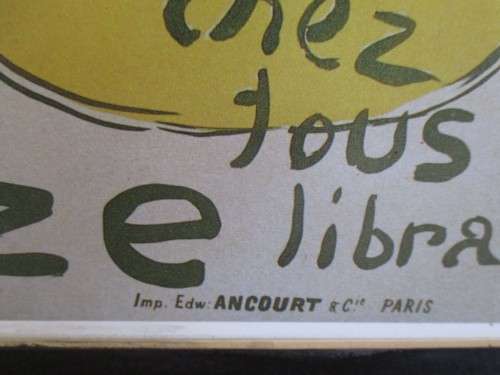 chez
tous
ze libra
Imp. Edw. ANCOURT & Cie PARIS